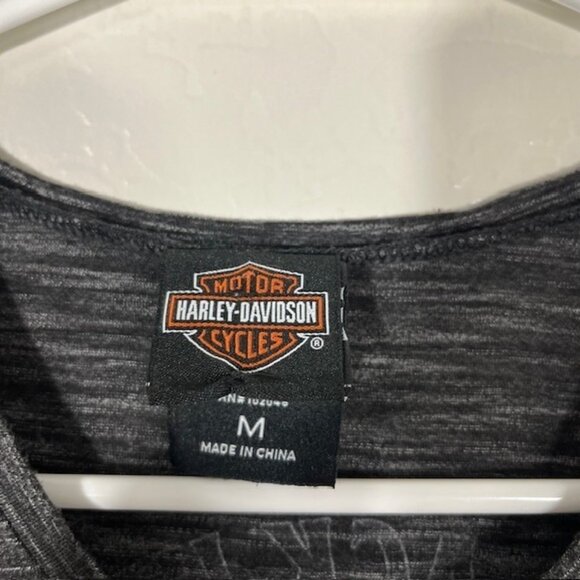 MOTOR
HARLEY-DAVIDSON
CYCLES
®
M
MADE IN CHINA